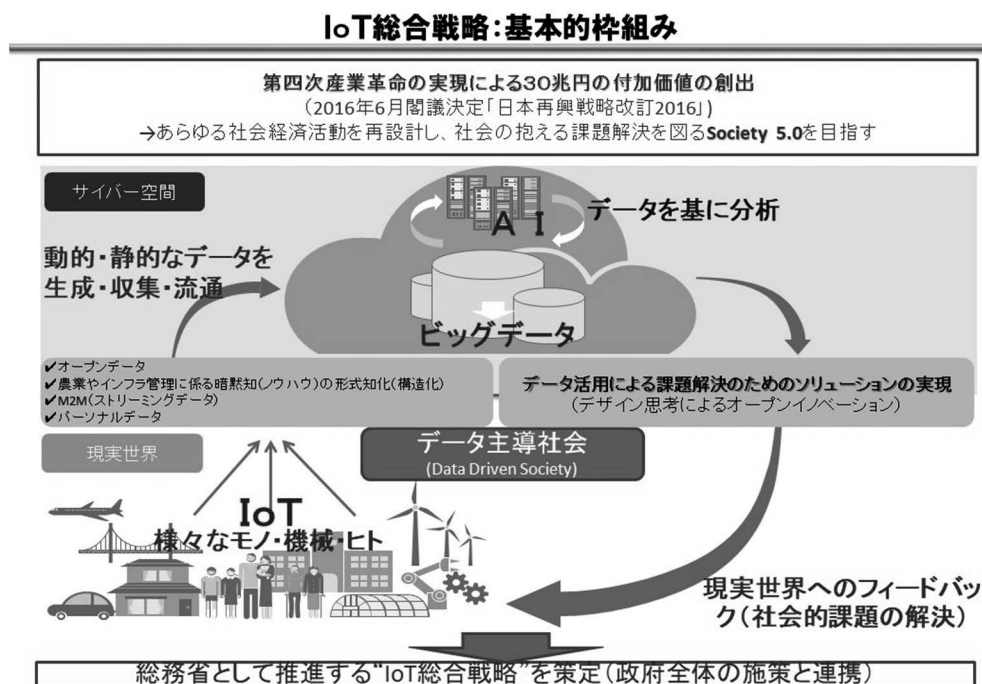 IoT総合戦略:基本的枠組み
第四次産業革命の実現による30兆円の付加価値の創出
(2016年6月閣議決定「日本再興戦略改訂2016」)
→あらゆる社会経済活動を再設計し、社会の抱える課題解決を図るSociety 5.0を目指す
サイバー空間
AI
データを基に分析
動的・静的なデータを
生成・収集・流通
ビッグデータ
✔オープンデータ
✔農業やインフラ管理に係る暗黙知(ノウハウ)の形式知化(構造化)
✔M2M(ストリーミングデータ)
✔パーソナルデータ
データ活用による課題解決のためのソリューションの実現
(デザイン思考によるオープンイノベーション)
現実世界
データ主導社会
(Data Driven Society)
IoT
様々なモノ・機械・ヒト
現実世界へのフィードバッ
ク(社会的課題の解決)
総務省として推進する“IoT総合戦略”を策定(政府全体の施策と連携)